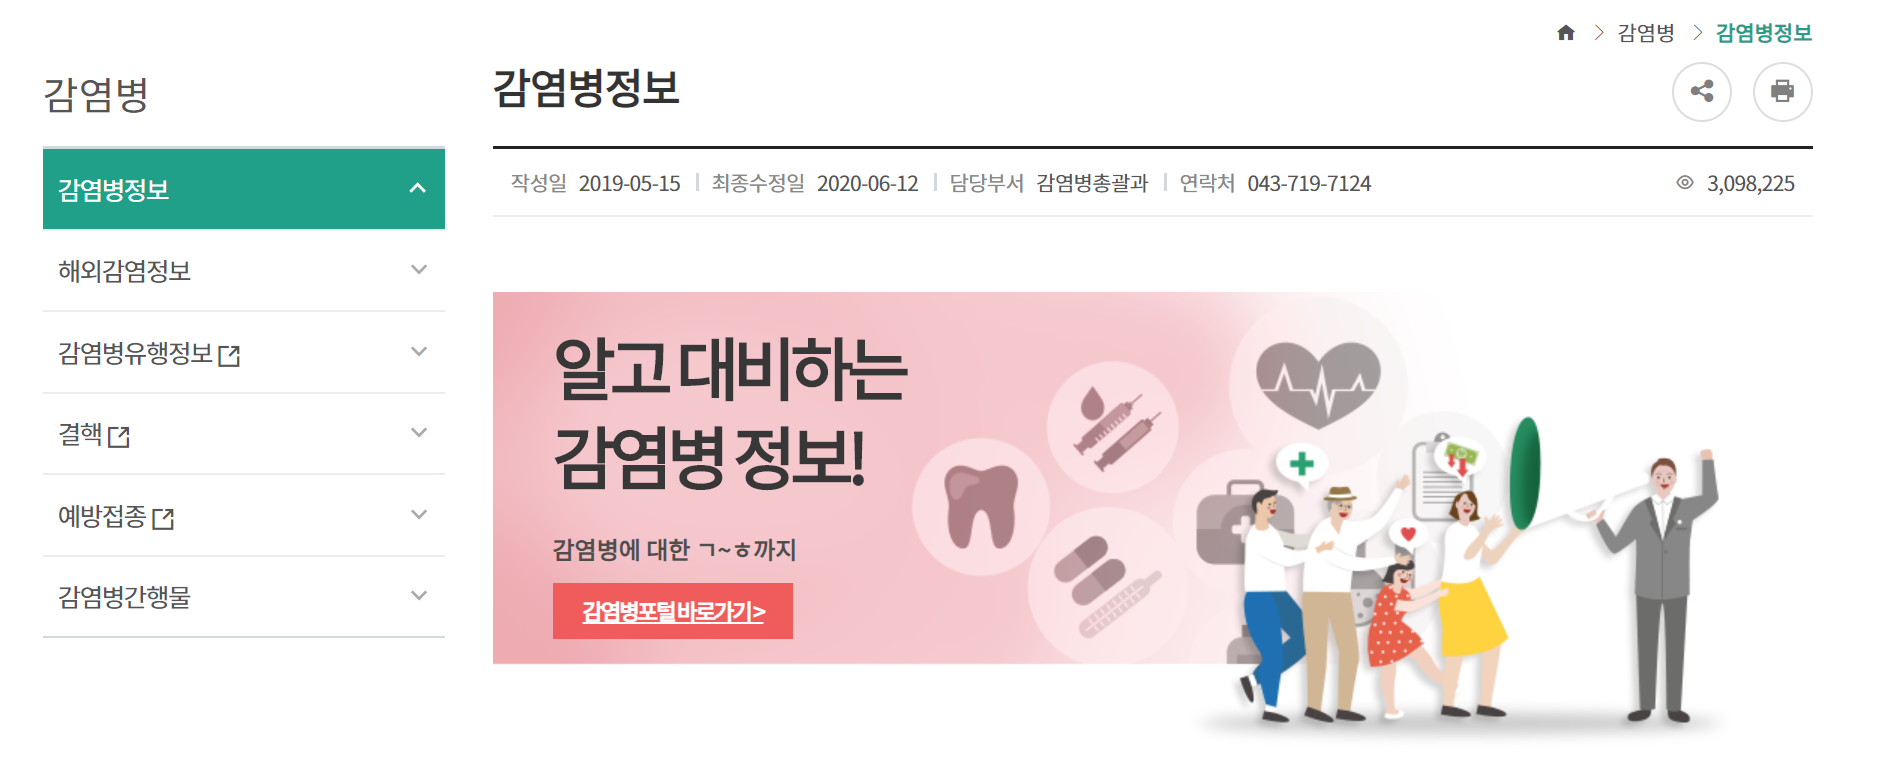 감염병
감염병정보
감염병
감염병정보
해외감염정보
감염병유행정보
결핵
예방접종
감염병간행물
감염병정보
작성일 2019-05-15 최종수정일 2020-06-12 담당부서 감염병총괄과 연락처 043-719-7124 3,098,225
알고 대비하는
감염병 정보!
감염병에 대한 ㄱ~ㅎ까지
감염병포털 바로가기>